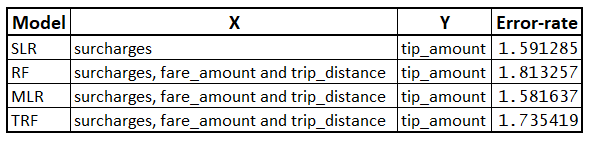 Model X Y Error-rate
SLR surcharges tip_amount 1.591285
RF surcharges, fare_amount and trip_distance tip_amount 1.813257
MLR surcharges, fare_amount and trip_distance tip_amount 1.581637
TRF surcharges, fare_amount and trip_distance tip_amount 1.735419